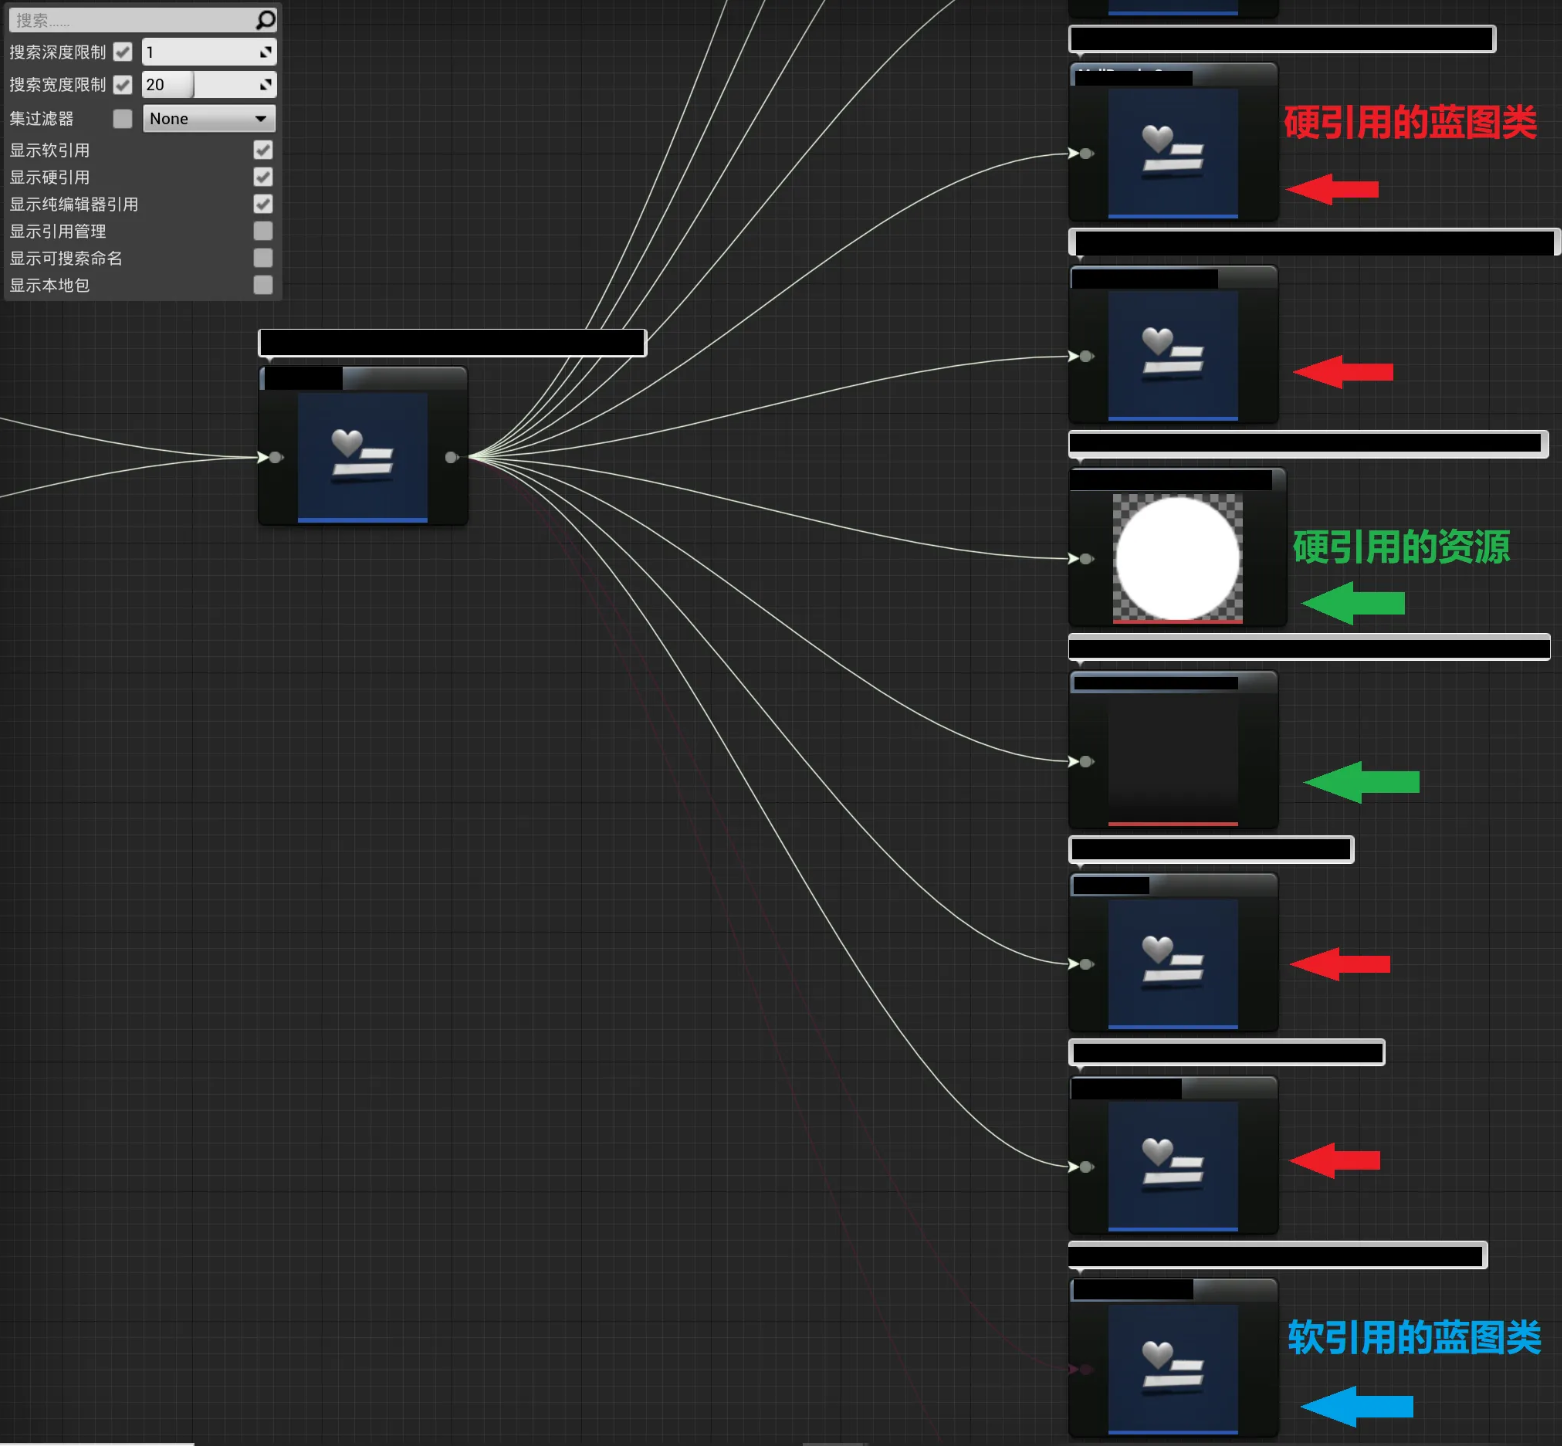 搜索......
搜索深度限制 1
搜索宽度限制 20
集过滤器 None
显示软引用
显示硬引用
显示纯编辑器引用
显示引用管理
显示可搜索命名
显示本地包
硬引用的蓝图类
硬引用的资源
软引用的蓝图类